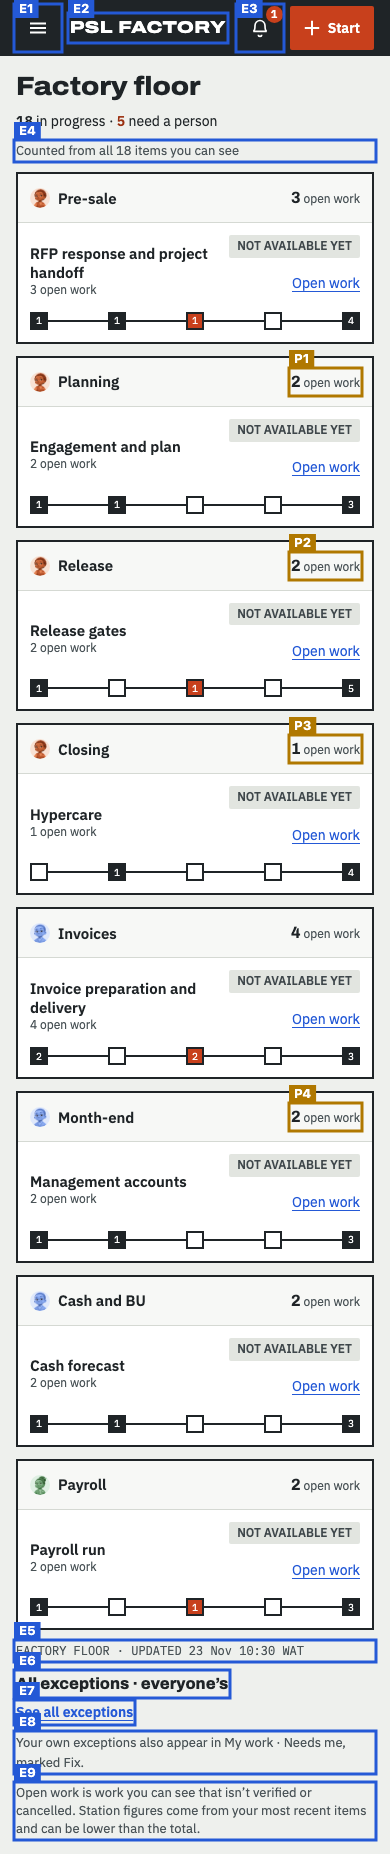 E1
E2
E3
PSL FACTORY
1
Start
Factory floor
18 in progress · 5 need a person
E4
Counted from all 18 items you can see
Pre-sale
3 open work
NOT AVAILABLE YET
RFP response and project
handoff
3 open work
Open work
1 1 1 4
P1
Planning
2 open work
NOT AVAILABLE YET
Engagement and plan
2 open work
Open work
1 1 3
P2
Release
2 open work
NOT AVAILABLE YET
Release gates
2 open work
Open work
1 1 5
P3
Closing
1 open work
NOT AVAILABLE YET
Hypercare
1 open work
Open work
1 4
Invoices
4 open work
NOT AVAILABLE YET
Invoice preparation and
delivery
4 open work
Open work
2 2 3
P4
Month-end
2 open work
NOT AVAILABLE YET
Management accounts
2 open work
Open work
1 1 3
Cash and BU
2 open work
NOT AVAILABLE YET
Cash forecast
2 open work
Open work
1 1 3
Payroll
2 open work
NOT AVAILABLE YET
Payroll run
2 open work
Open work
1 1 3
E5
FACTORY FLOOR · UPDATED 23 Nov 10:30 WAT
E6
All exceptions · everyone’s
E7
See all exceptions
E8
Your own exceptions also appear in My work · Needs me,
marked Fix.
E9
Open work is work you can see that isn’t verified or
cancelled. Station figures come from your most recent items
and can be lower than the total.